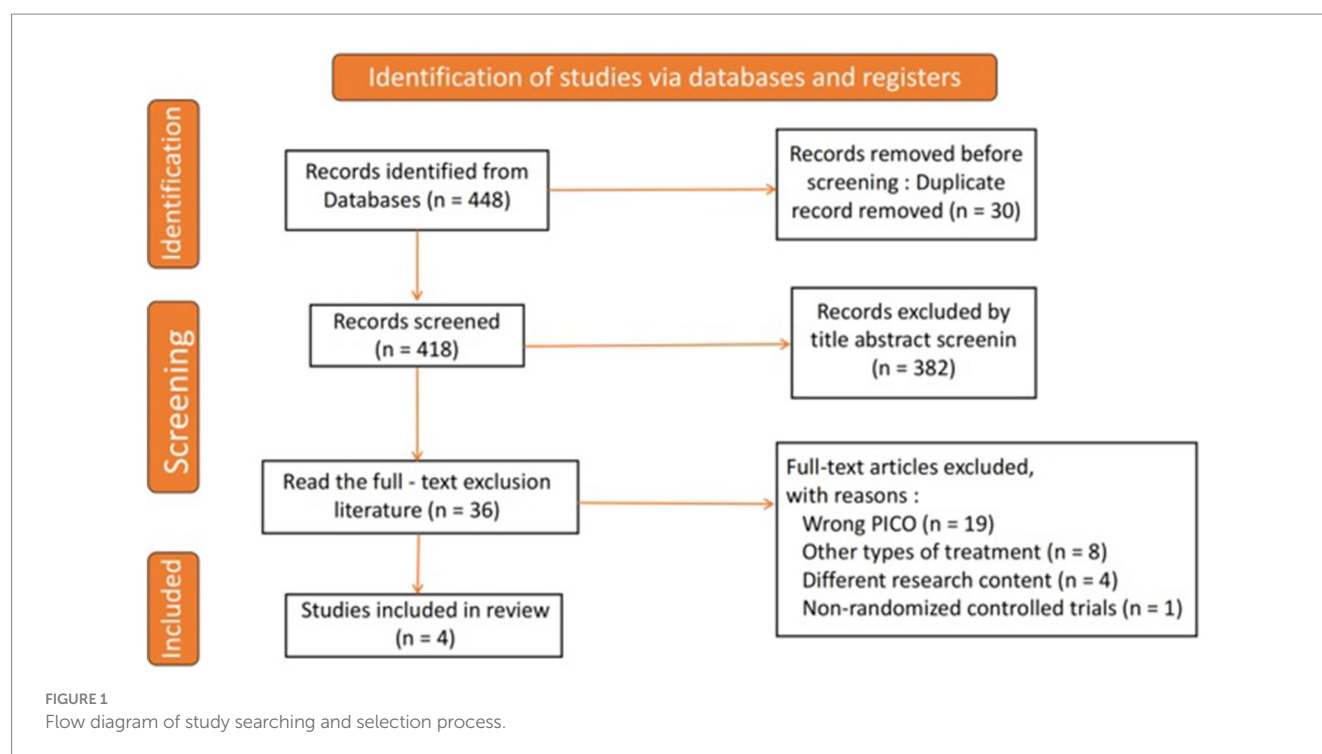 Identification of studies via databases and registers
Identification
Records identified from
Databases (n = 448)
Records removed before
screening : Duplicate
record removed (n = 30)
Screening
Records screened
(n = 418)
Records excluded by
title abstract screenin
(n = 382)
Read the full - text exclusion
literature (n = 36)
Full-text articles excluded,
with reasons :
Wrong PICO (n = 19)
Other types of treatment (n = 8)
Different research content (n = 4)
Non-randomized controlled trials (n = 1)
Included
Studies included in review
(n = 4)
FIGURE 1
Flow diagram of study searching and selection process.